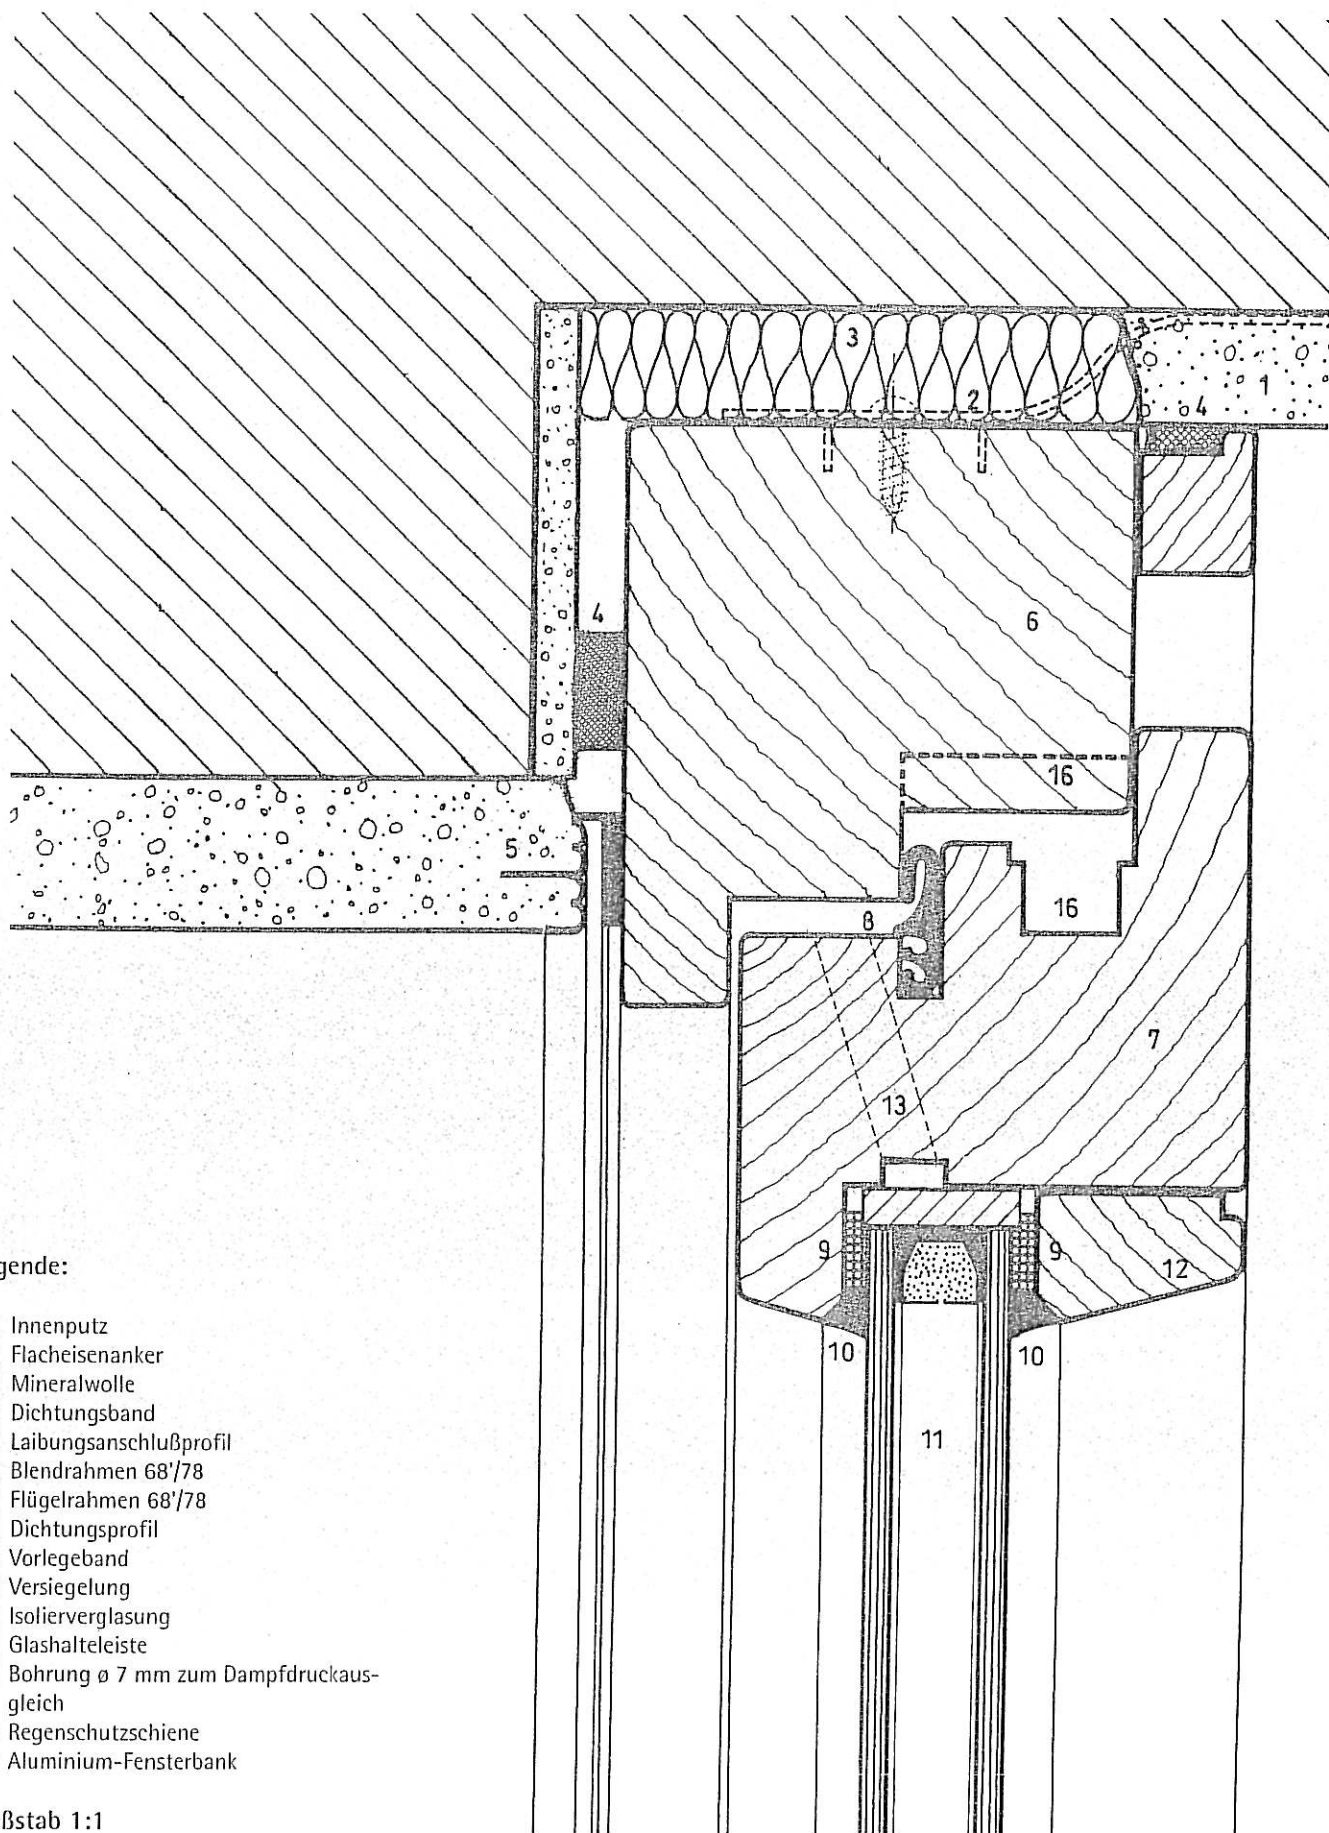 3
2
1
4
4
6
16
5
16
8
7
13
9
9
12
10
10
11
gende:
Innenputz
Flacheisenanker
Mineralwolle
Dichtungsband
Laibungsanschlußprofil
Blendrahmen 68'/78
Flügelrahmen 68'/78
Dichtungsprofil
Vorlegeband
Versiegelung
Isolierverglasung
Glashalteleiste
Bohrung ø 7 mm zum Dampfdruckaus-
gleich
Regenschutzschiene
Aluminium-Fensterbank
ßstab 1:1